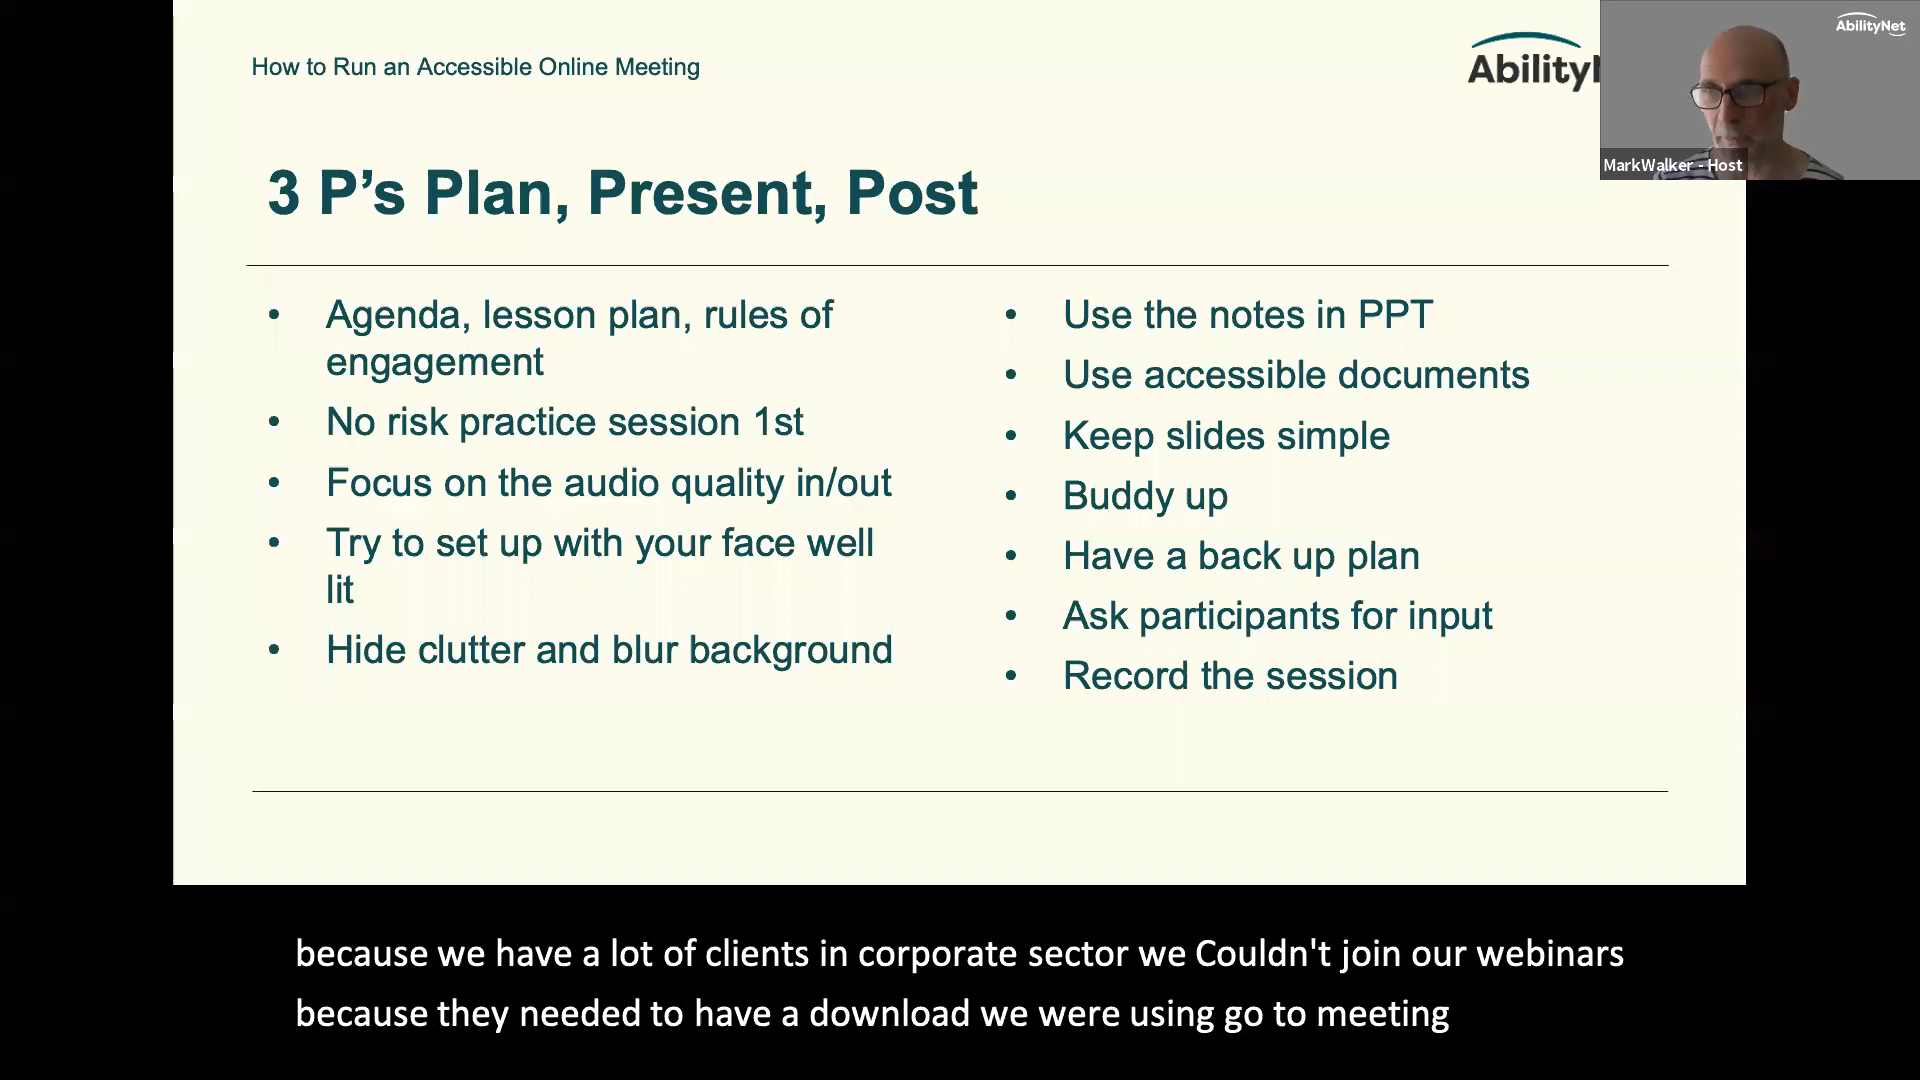 How to Run an Accessible Online Meeting
AbilityN
AbilityNet
MarkWalker - Host
3 P’s Plan, Present, Post
• Agenda, lesson plan, rules of
engagement
• No risk practice session 1st
• Focus on the audio quality in/out
• Try to set up with your face well
lit
• Hide clutter and blur background
• Use the notes in PPT
• Use accessible documents
• Keep slides simple
• Buddy up
• Have a back up plan
• Ask participants for input
• Record the session
because we have a lot of clients in corporate sector we Couldn't join our webinars
because they needed to have a download we were using go to meeting